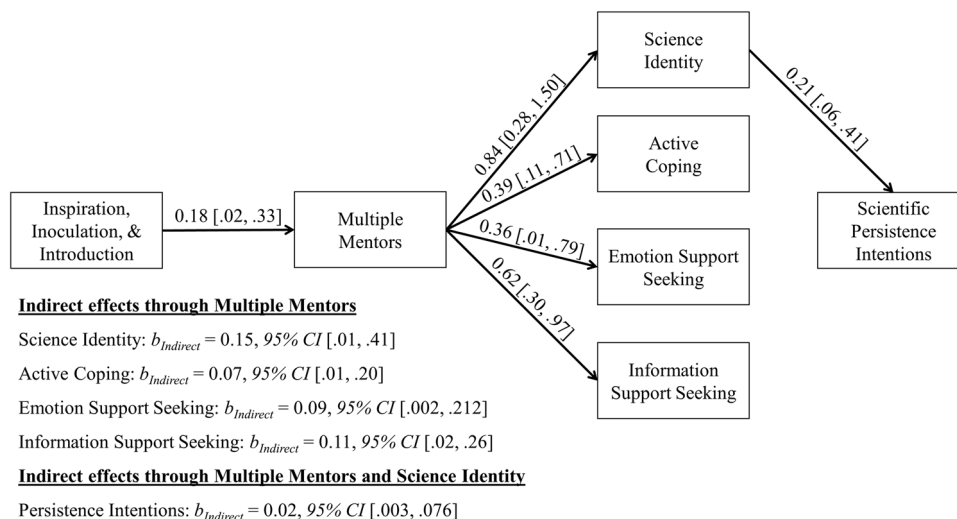 Science
Identity
0.21 [.06, .41]
0.84 [0.28, 1.50]
Active
Coping
0.39 [.11, .71]
Inspiration,
Inoculation, &
Introduction
0.18 [.02, .33]
Multiple
Mentors
Scientific
Persistence
Intentions
0.36 [.01, .79]
Emotion Support
Seeking
0.62 [.30, .97]
Information
Support Seeking
Indirect effects through Multiple Mentors
Science Identity: bIndirect = 0.15, 95% CI [.01, .41]
Active Coping: bIndirect = 0.07, 95% CI [.01, .20]
Emotion Support Seeking: bIndirect = 0.09, 95% CI [.002, .212]
Information Support Seeking: bIndirect = 0.11, 95% CI [.02, .26]
Indirect effects through Multiple Mentors and Science Identity
Persistence Intentions: bIndirect = 0.02, 95% CI [.003, .076]